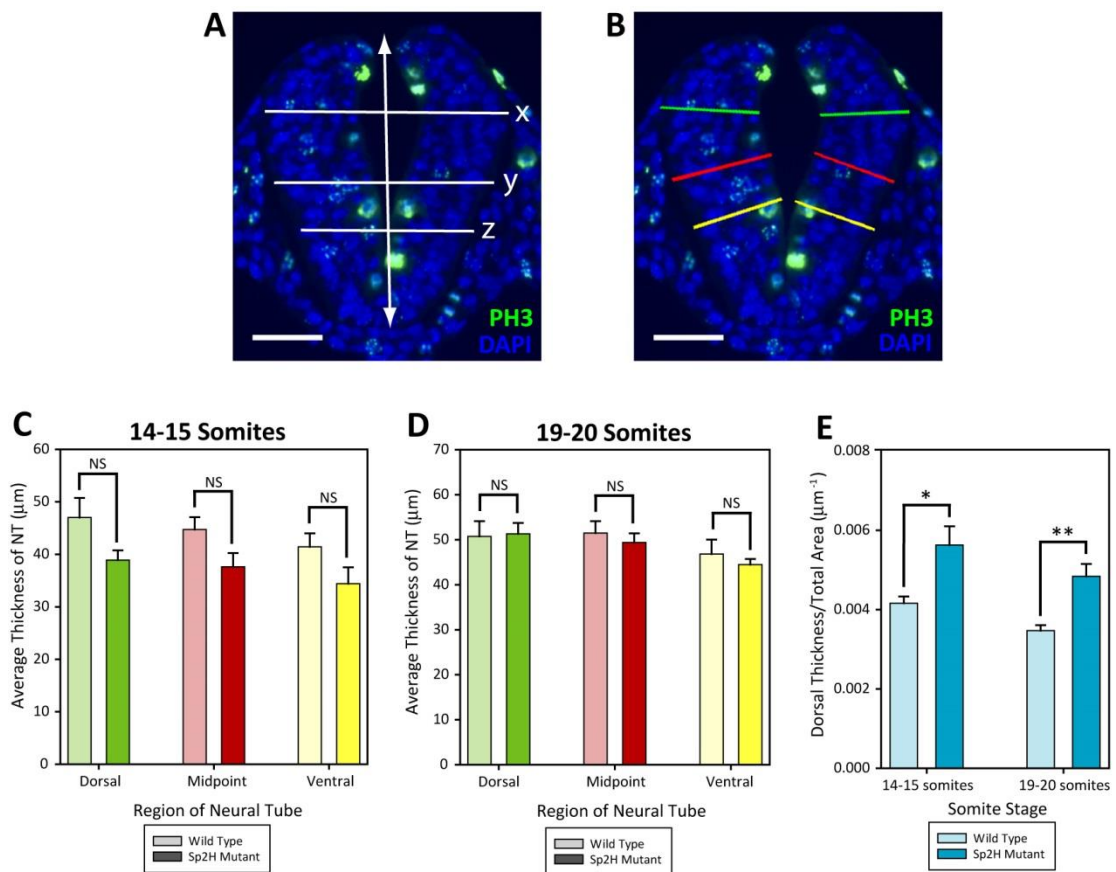 A
x
y
z
PH3
DAPI
B
PH3
DAPI
C
14-15 Somites
Average Thickness of NT (μm)
60
50
40
30
20
10
0
NS
NS
NS
Dorsal
Midpoint
Ventral
Region of Neural Tube
Wild Type
Sp2H Mutant
D
19-20 Somites
Average Thickness of NT (μm)
70
60
50
40
30
20
10
0
NS
NS
NS
Dorsal
Midpoint
Ventral
Region of Neural Tube
Wild Type
Sp2H Mutant
E
Dorsal Thickness/Total Area (μm⁻¹)
0.008
0.006
0.004
0.002
0.000
*
**
14-15 somites
19-20 somites
Somite Stage
Wild Type
Sp2H Mutant